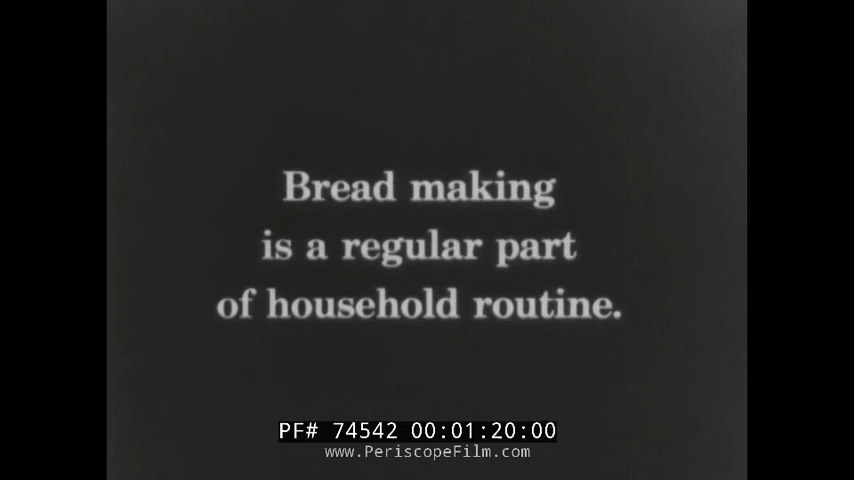 Bread making
is a regular part
of household routine.
PF# 74542 00:01:20:00
www.PeriscopeFilm.com